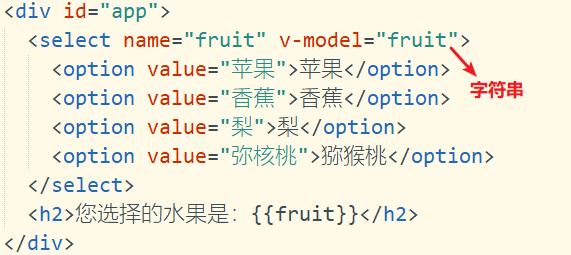 <div id="app">
<select name="fruit" v-model="fruit">
<option value="苹果">苹果</option>
字符串
<option value="香蕉">香蕉</option>
<option value="梨">梨</option>
<option value="弥核桃">猕猴桃</option>
</select>
<h2>您选择的水果是: {{fruit}}</h2>
</div>